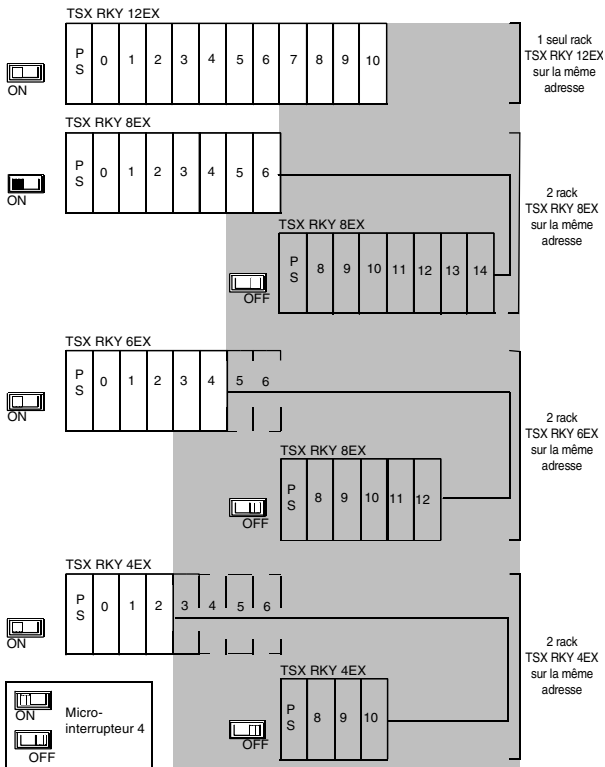 TSX RKY 12EX
P S 0 1 2 3 4 5 6 7 8 9 10
ON
1 seul rack
TSX RKY 12EX
sur la même
adresse
TSX RKY 8EX
P S 0 1 2 3 4 5 6
ON
2 rack
TSX RKY 8EX
sur la même
adresse
TSX RKY 8EX
P S 8 9 10 11 12 13 14
OFF
TSX RKY 6EX
P S 0 1 2 3 4 5 6
ON
2 rack
TSX RKY 6EX
sur la même
adresse
TSX RKY 8EX
P S 8 9 10 11 12
OFF
TSX RKY 4EX
P S 0 1 2 3 4 5 6
ON
2 rack
TSX RKY 4EX
sur la même
adresse
TSX RKY 4EX
P S 8 9 10
OFF
ON
Micro-
interrupteur 4
OFF